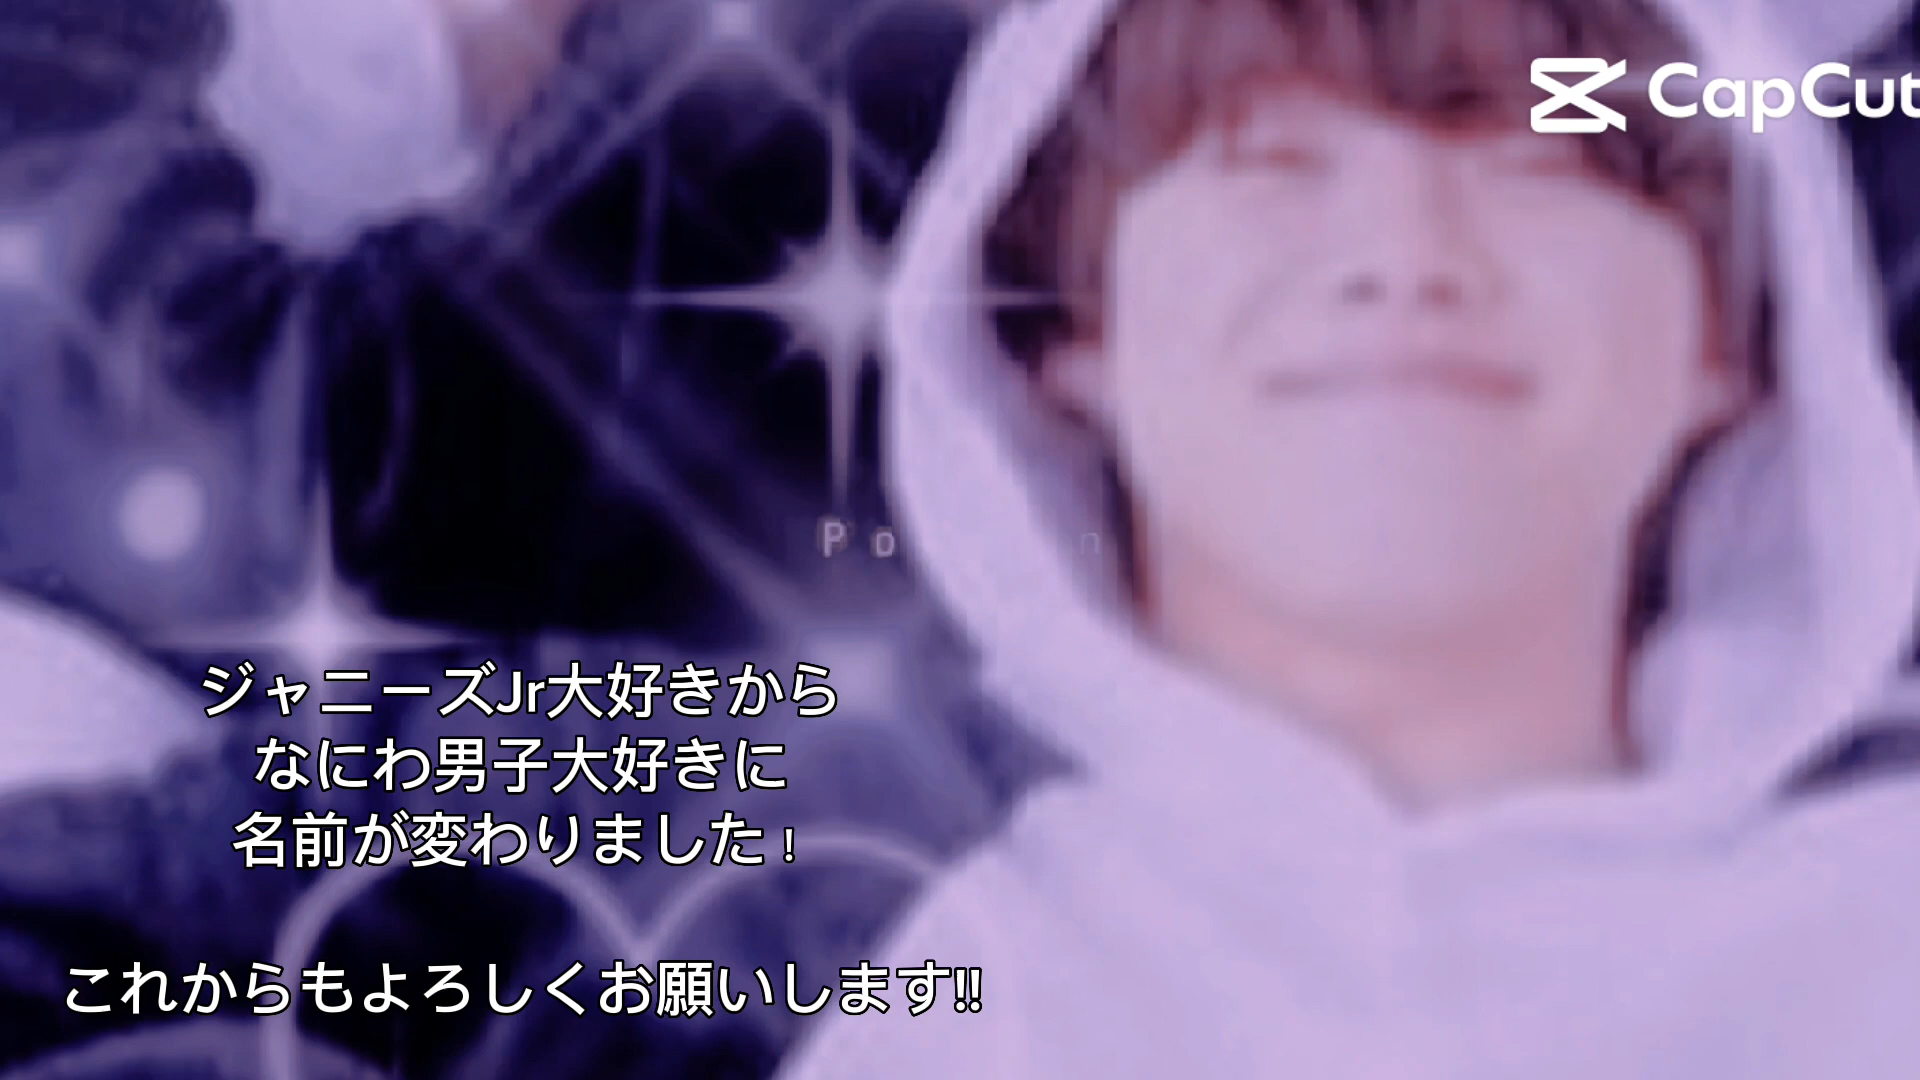 CapCut
ジャニーズJr大好きから
なにわ男子大好きに
名前が変わりました！
これからもよろしくお願いします!!